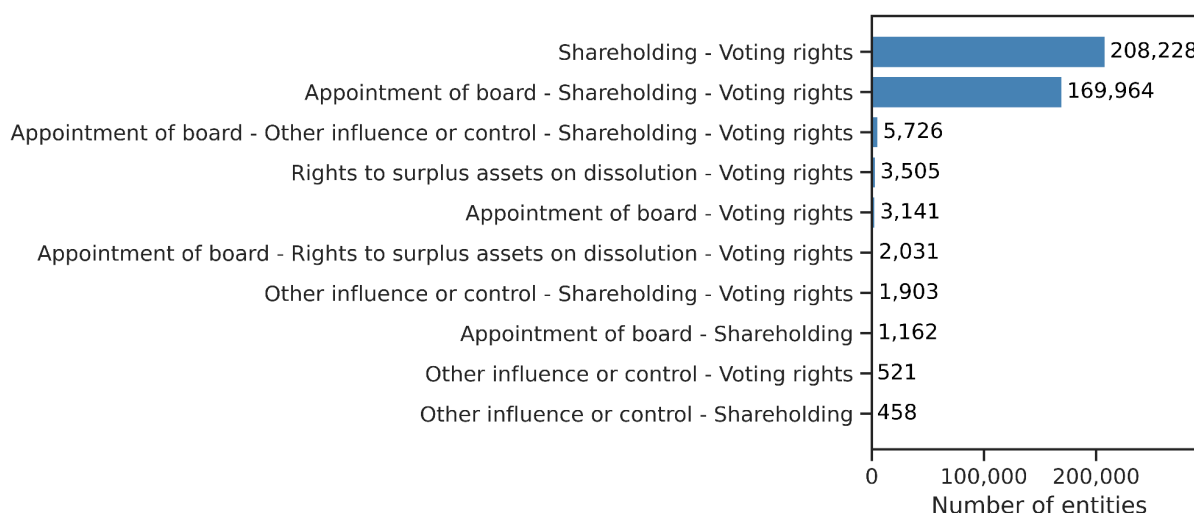 Shareholding - Voting rights 208,228
Appointment of board - Shareholding - Voting rights 169,964
Appointment of board - Other influence or control - Shareholding - Voting rights 5,726
Rights to surplus assets on dissolution - Voting rights 3,505
Appointment of board - Voting rights 3,141
Appointment of board - Rights to surplus assets on dissolution - Voting rights 2,031
Other influence or control - Shareholding - Voting rights 1,903
Appointment of board - Shareholding 1,162
Other influence or control - Voting rights 521
Other influence or control - Shareholding 458
0 100,000 200,000
Number of entities